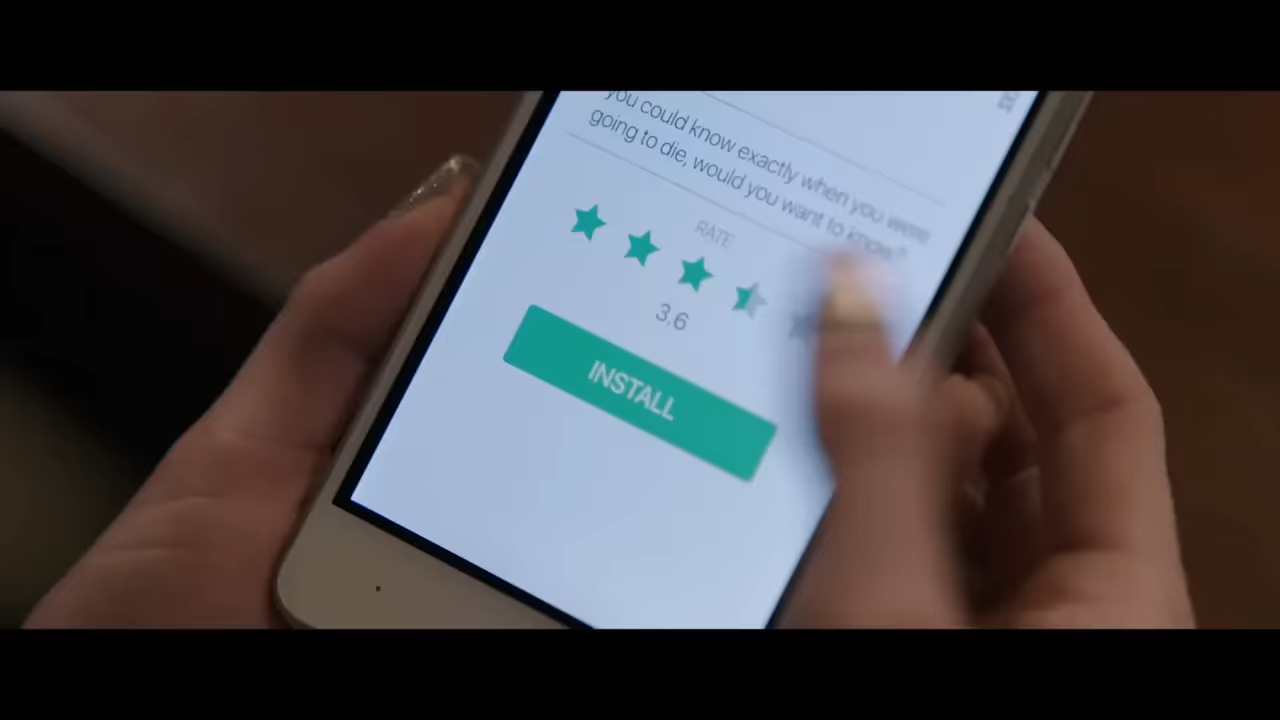 you could know exactly when you were
going to die, would you want to know?
RATE
3.6
INSTALL